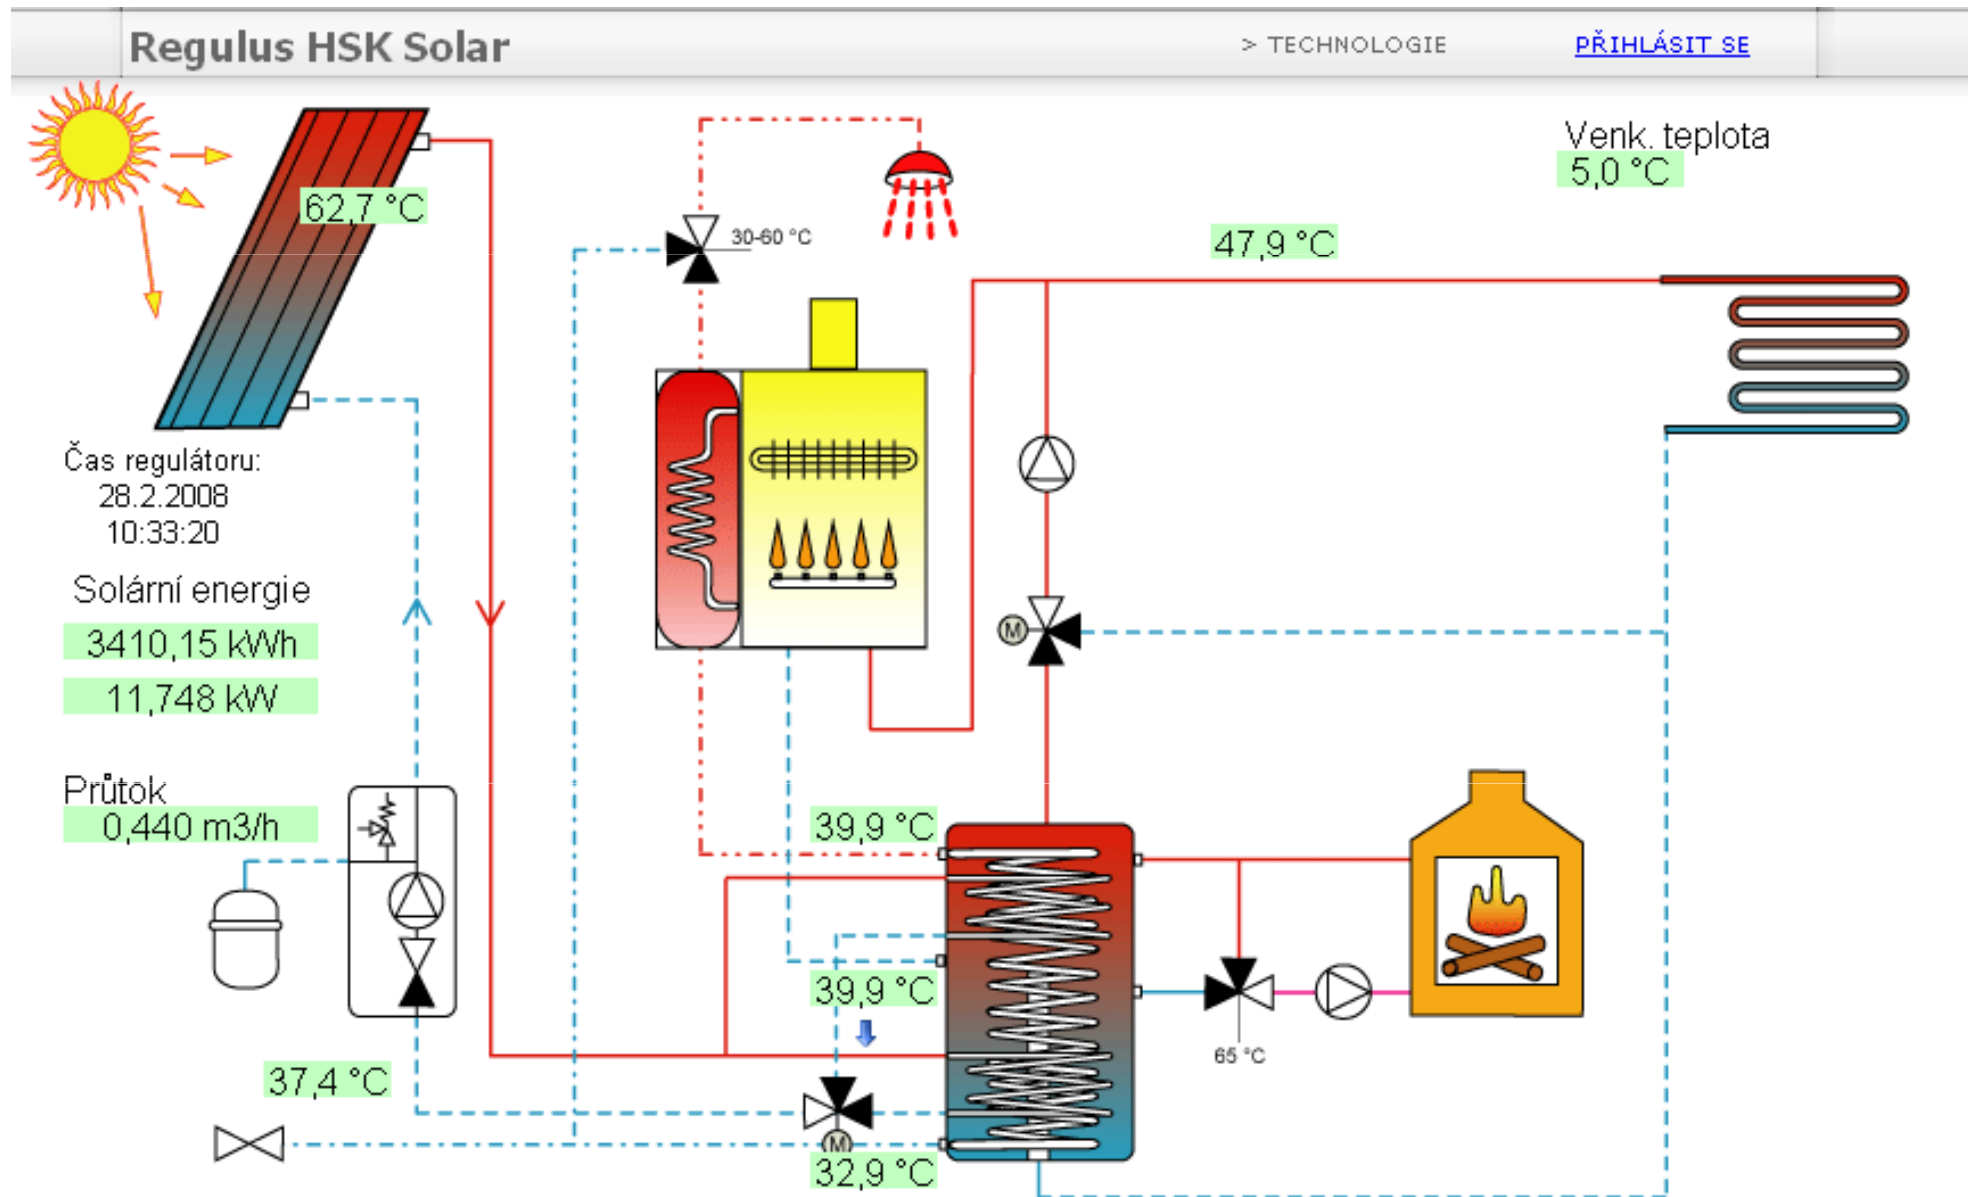 Regulus HSK Solar
> TECHNOLOGIE
PŘIHLÁSIT SE
Venk. teplota
5,0 °C
62,7 °C
30-60 °C
47,9 °C
Čas regulátoru:
28.2.2008
10:33:20
Solární energie
3410,15 kWh
11,748 kW
M
Průtok
0,440 m3/h
39,9 °C
39,9 °C
65 °C
37,4 °C
M
32,9 °C